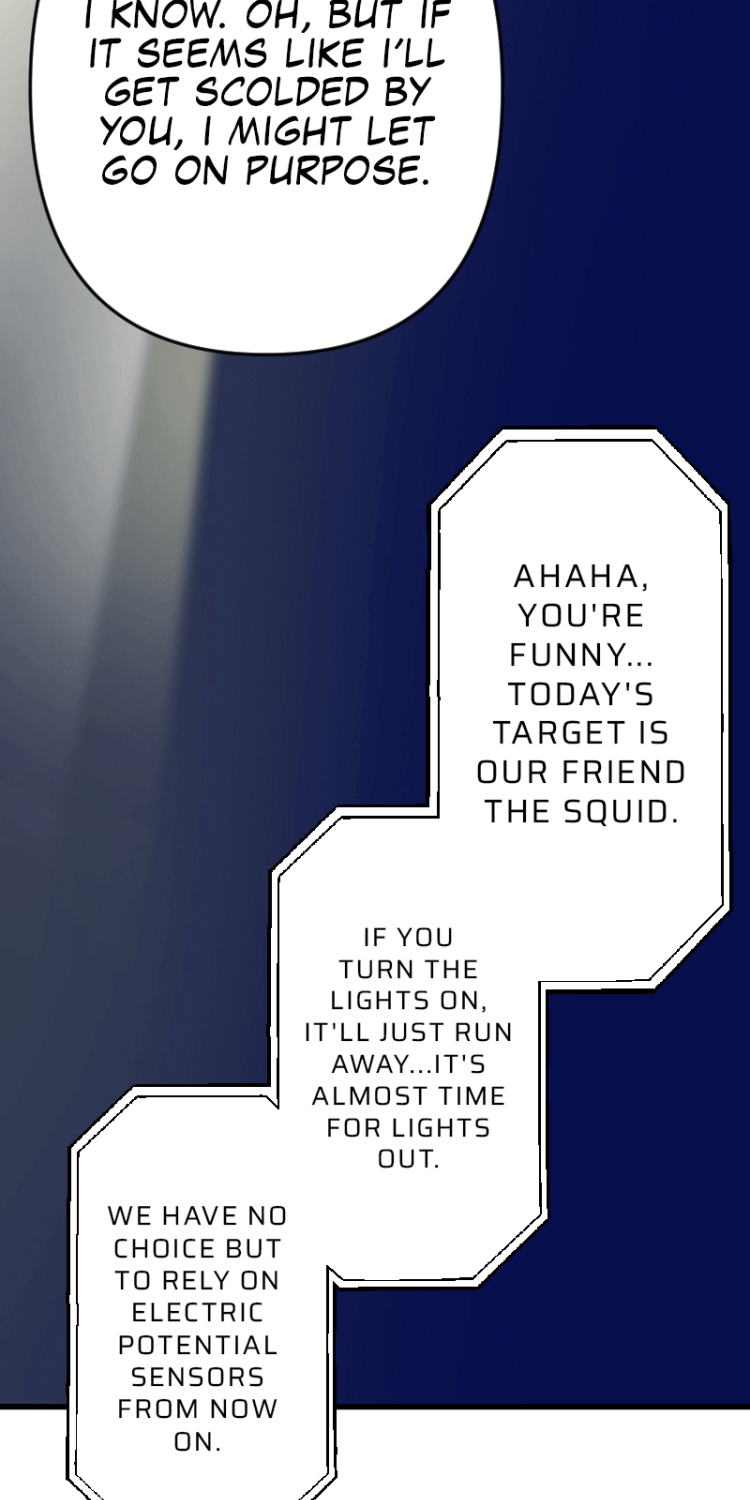 I KNOW. OH, BUT IF
IT SEEMS LIKE I'LL
GET SCOLDED BY
YOU, I MIGHT LET
GO ON PURPOSE.
AHAHA,
YOU'RE
FUNNY...
TODAY'S
TARGET IS
OUR FRIEND
THE SQUID.
IF YOU
TURN THE
LIGHTS ON,
IT'LL JUST RUN
AWAY...IT'S
ALMOST TIME
FOR LIGHTS
OUT.
WE HAVE NO
CHOICE BUT
TO RELY ON
ELECTRIC
POTENTIAL
SENSORS
FROM NOW
ON.